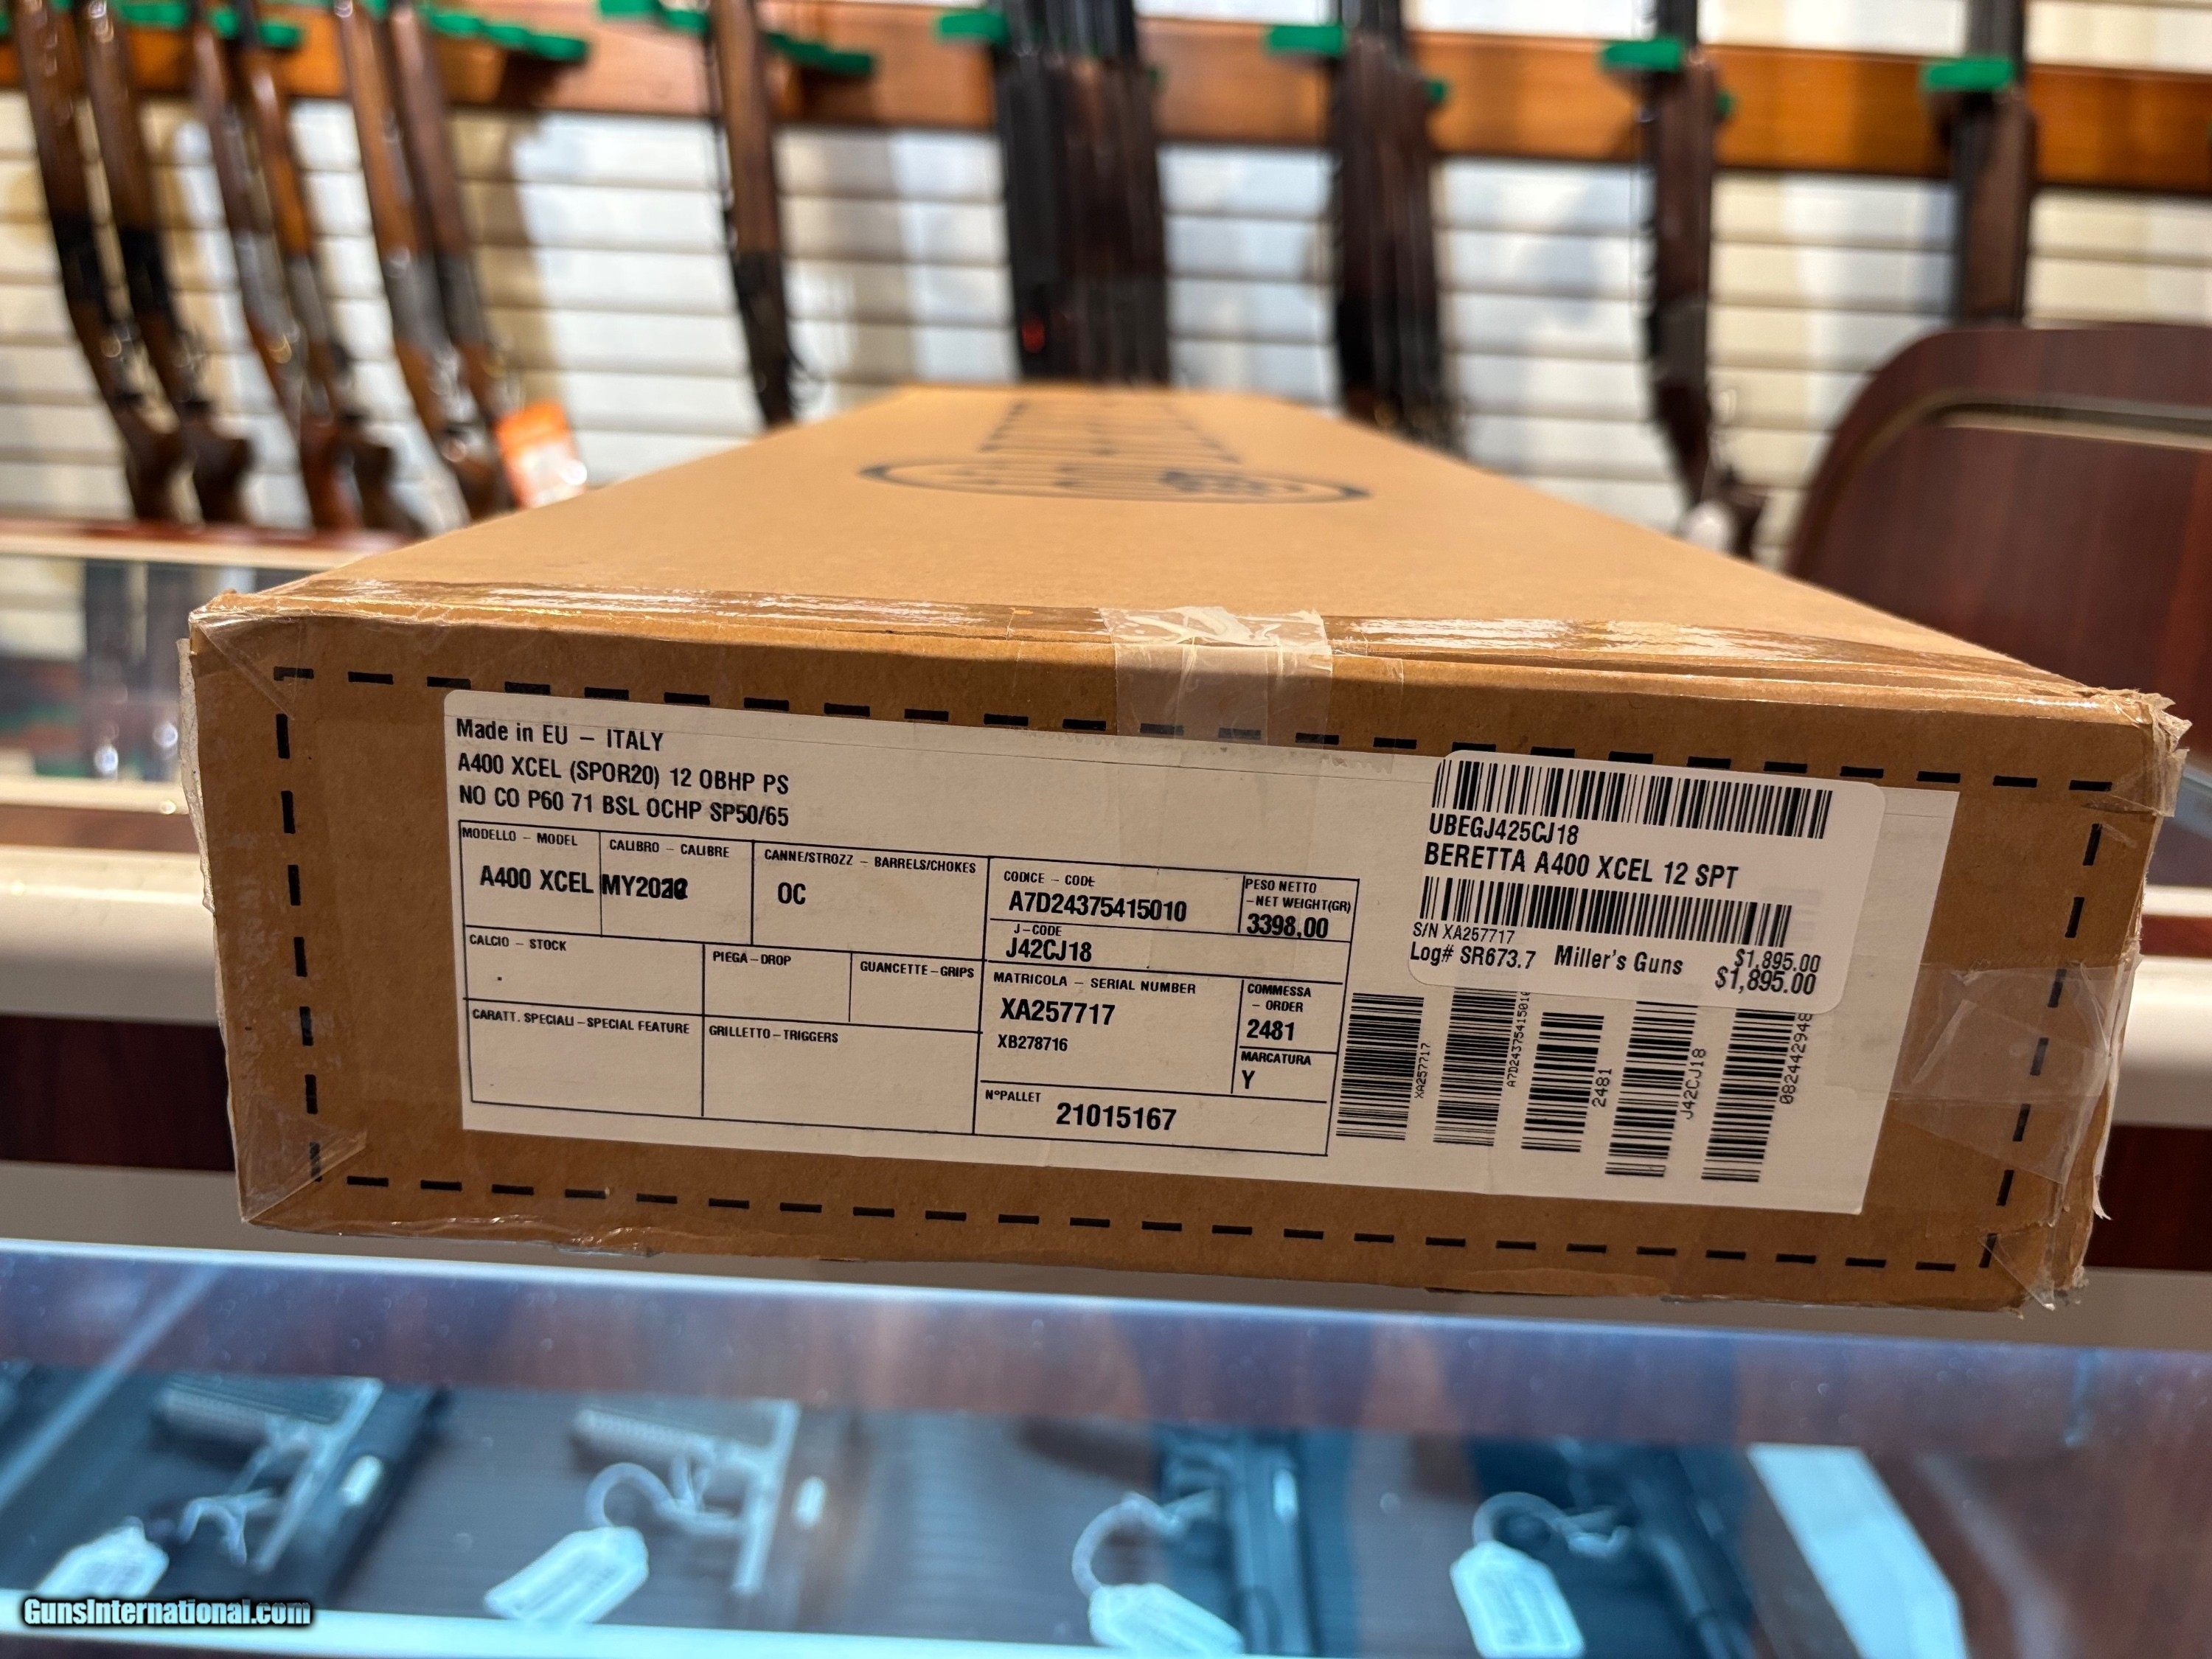 Made in EU – ITALY
A400 XCEL (SPOR20) 12 OBHP PS
NO CO P60 71 BSL OCHP SP50/65
MODELLO – MODEL
A400 XCEL
CALIBRO – CALIBRE
CANNE/STROZZ – BARRELS/CHOKES
OC
CODICE – CODE
A7D24375415010
PESO NETTO
-NET WEIGHT(GR)
3398,00
J-CODE
J42CJ18
CALCIO – STOCK
.
PIEGA-DROP
GUANCETTE-GRIPS
MATRICOLA – SERIAL NUMBER
XA257717
XB278716
COMMESSA
- ORDER
2481
MARCATURA
Y
CARATT. SPECIALI-SPECIAL FEATURE
GRILLETTO-TRIGGERS
N°PALLET
21015167
UBEGJ425CJ18
BERETTA A400 XCEL 12 SPT
S/N XA257717
Log# SR673.7 Miller's Guns
$1,895.00
$1,895.00
XA257717
2481
J42CJ18
GunsInternational.com